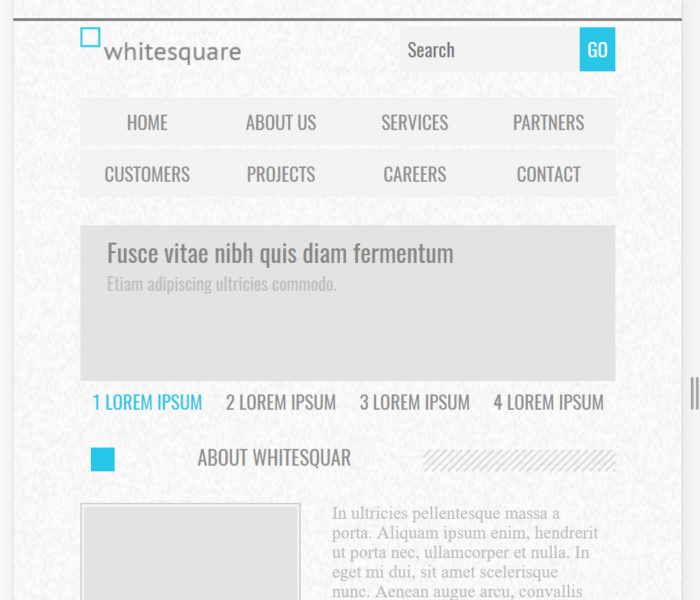 whitesquare
Search GO
HOME ABOUT US SERVICES PARTNERS
CUSTOMERS PROJECTS CAREERS CONTACT
Fusce vitae nibh quis diam fermentum
Etiam adipiscing ultricies commodo.
1 LOREM IPSUM 2 LOREM IPSUM 3 LOREM IPSUM 4 LOREM IPSUM
ABOUT WHITESQUAR
In ultricies pellentesque massa a
porta. Aliquam ipsum enim, hendrerit
ut porta nec, ullamcorper et nulla. In
eget mi dui, sit amet scelerisque
nunc. Aenean augue arcu, convallis